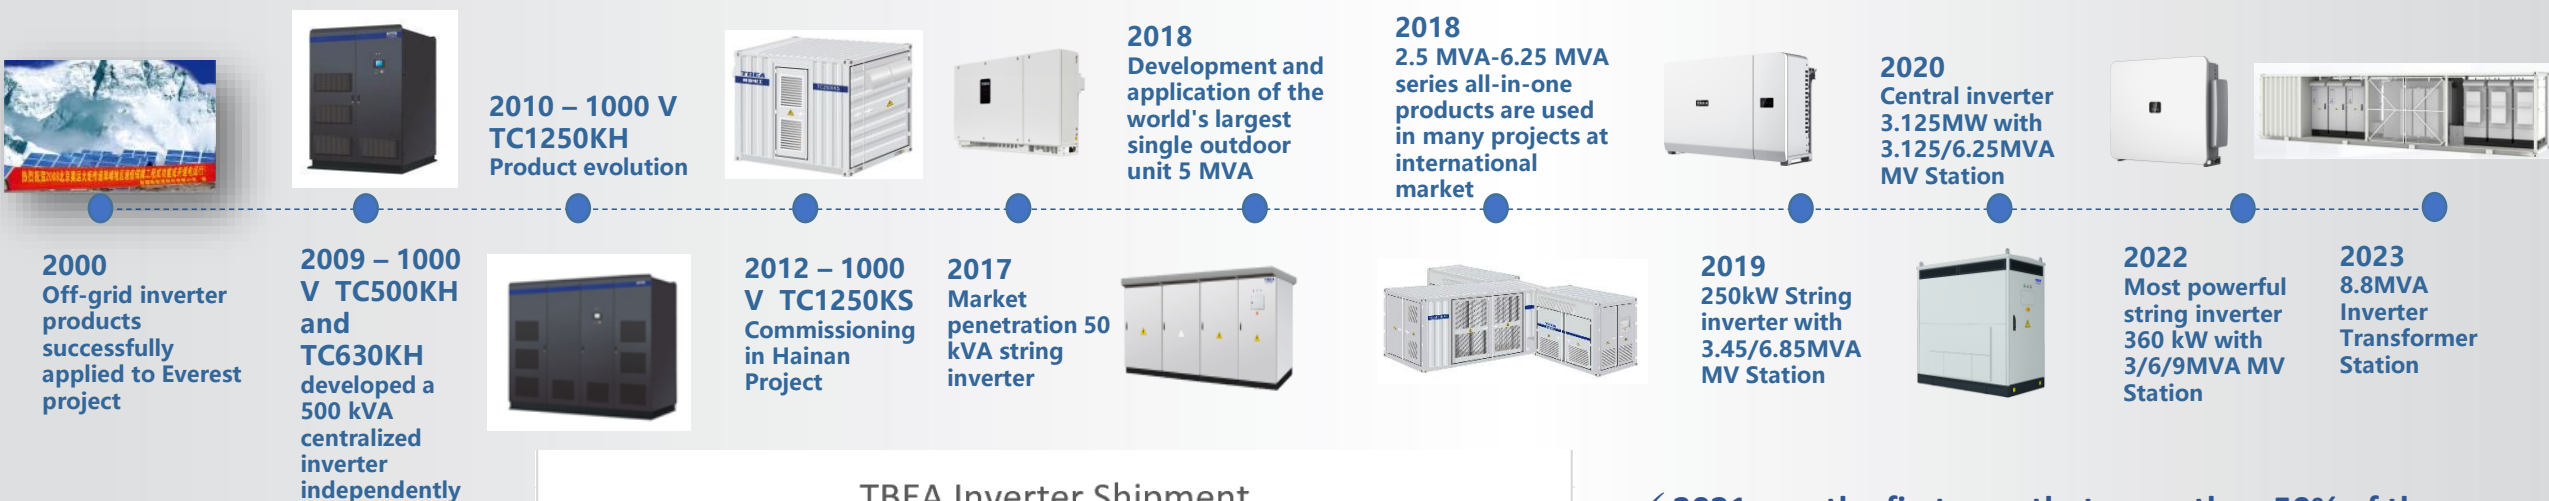 2000
Off-grid inverter
products
successfully
applied to Everest
project
2009 – 1000
V TC500KH
and
TC630KH
developed a
500 kVA
centralized
inverter
independently
2010 – 1000 V
TC1250KH
Product evolution
TBEA
2012 – 1000
V TC1250KS
Commissioning
in Hainan
Project
2017
Market
penetration 50
kVA string
inverter
2018
Development and
application of the
world's largest
single outdoor
unit 5 MVA
2018
2.5 MVA-6.25 MVA
series all-in-one
products are used
in many projects at
international
market
2019
250kW String
inverter with
3.45/6.85MVA
MV Station
2020
Central inverter
3.125MW with
3.125/6.25MVA
MV Station
2022
Most powerful
string inverter
360 kW with
3/6/9MVA MV
Station
2023
8.8MVA
Inverter
Transformer
Station
TBEA Inverter Shipment